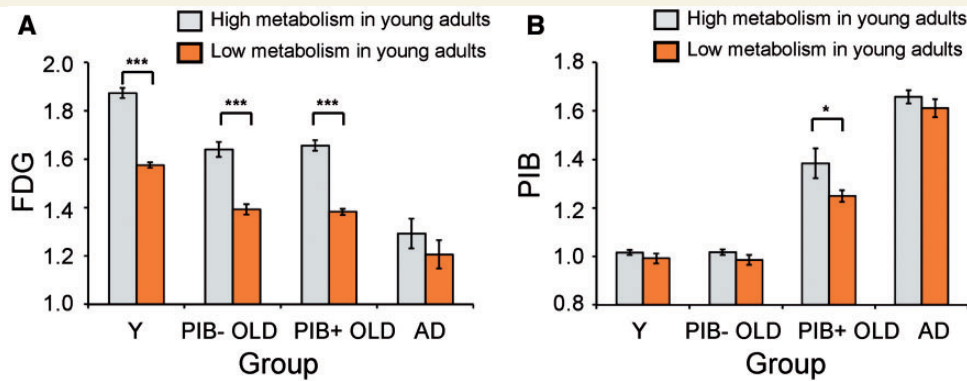 A
High metabolism in young adults
Low metabolism in young adults
FDG
2.0
1.8
1.6
1.4
1.2
1.0
***
***
***
Y PIB- OLD PIB+ OLD AD
Group
B
High metabolism in young adults
Low metabolism in young adults
PIB
1.8
1.6
1.4
1.2
1.0
0.8
*
Y PIB- OLD PIB+ OLD AD
Group